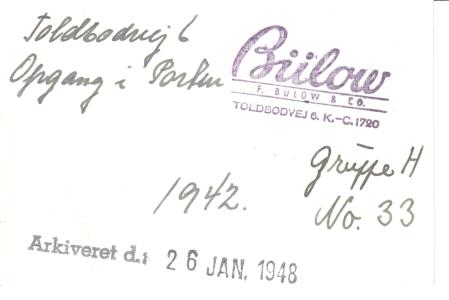 Toldbodvej 6
Opgang i Porten
Bülow
F. BÜLOW & CO.
TOLDBODVEJ 6. K.-C. 1720
Gruppe H
1942.
No. 33
Arkiveret d.: 26 JAN. 1948